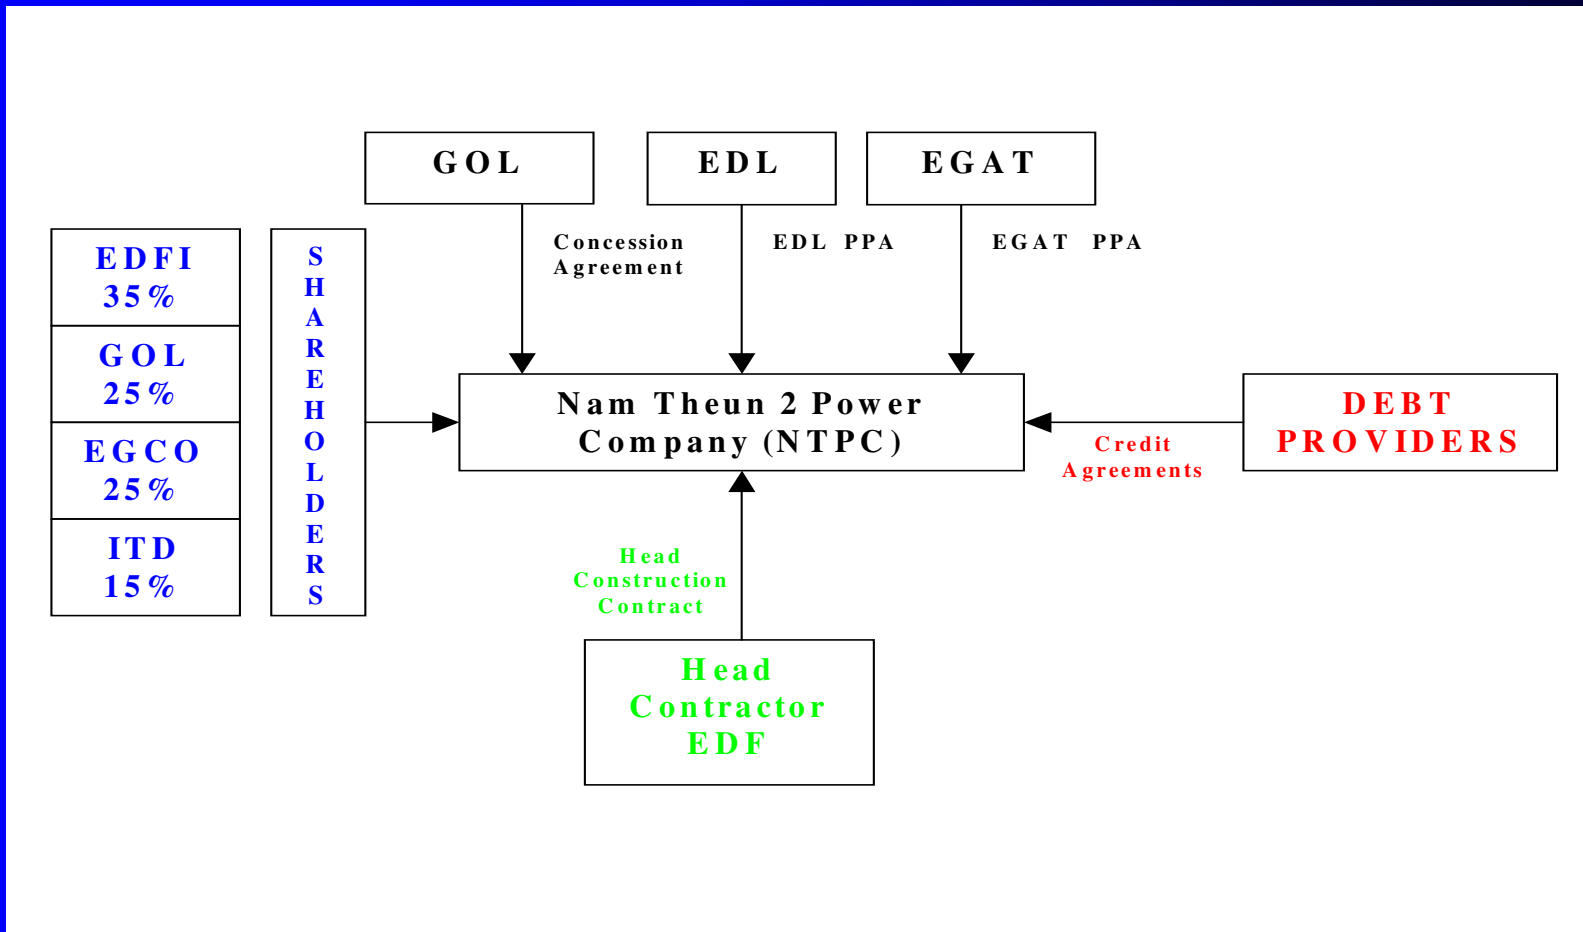 GOL
EDL
EGAT
Concession
Agreement
EDL PPA
EGAT PPA
EDFI
35%
GOL
25%
EGCO
25%
ITD
15%
SHAREHOLDERS
Nam Theun 2 Power
Company (NTPC)
Credit
Agreements
DEBT
PROVIDERS
Head
Construction
Contract
Head
Contractor
EDF